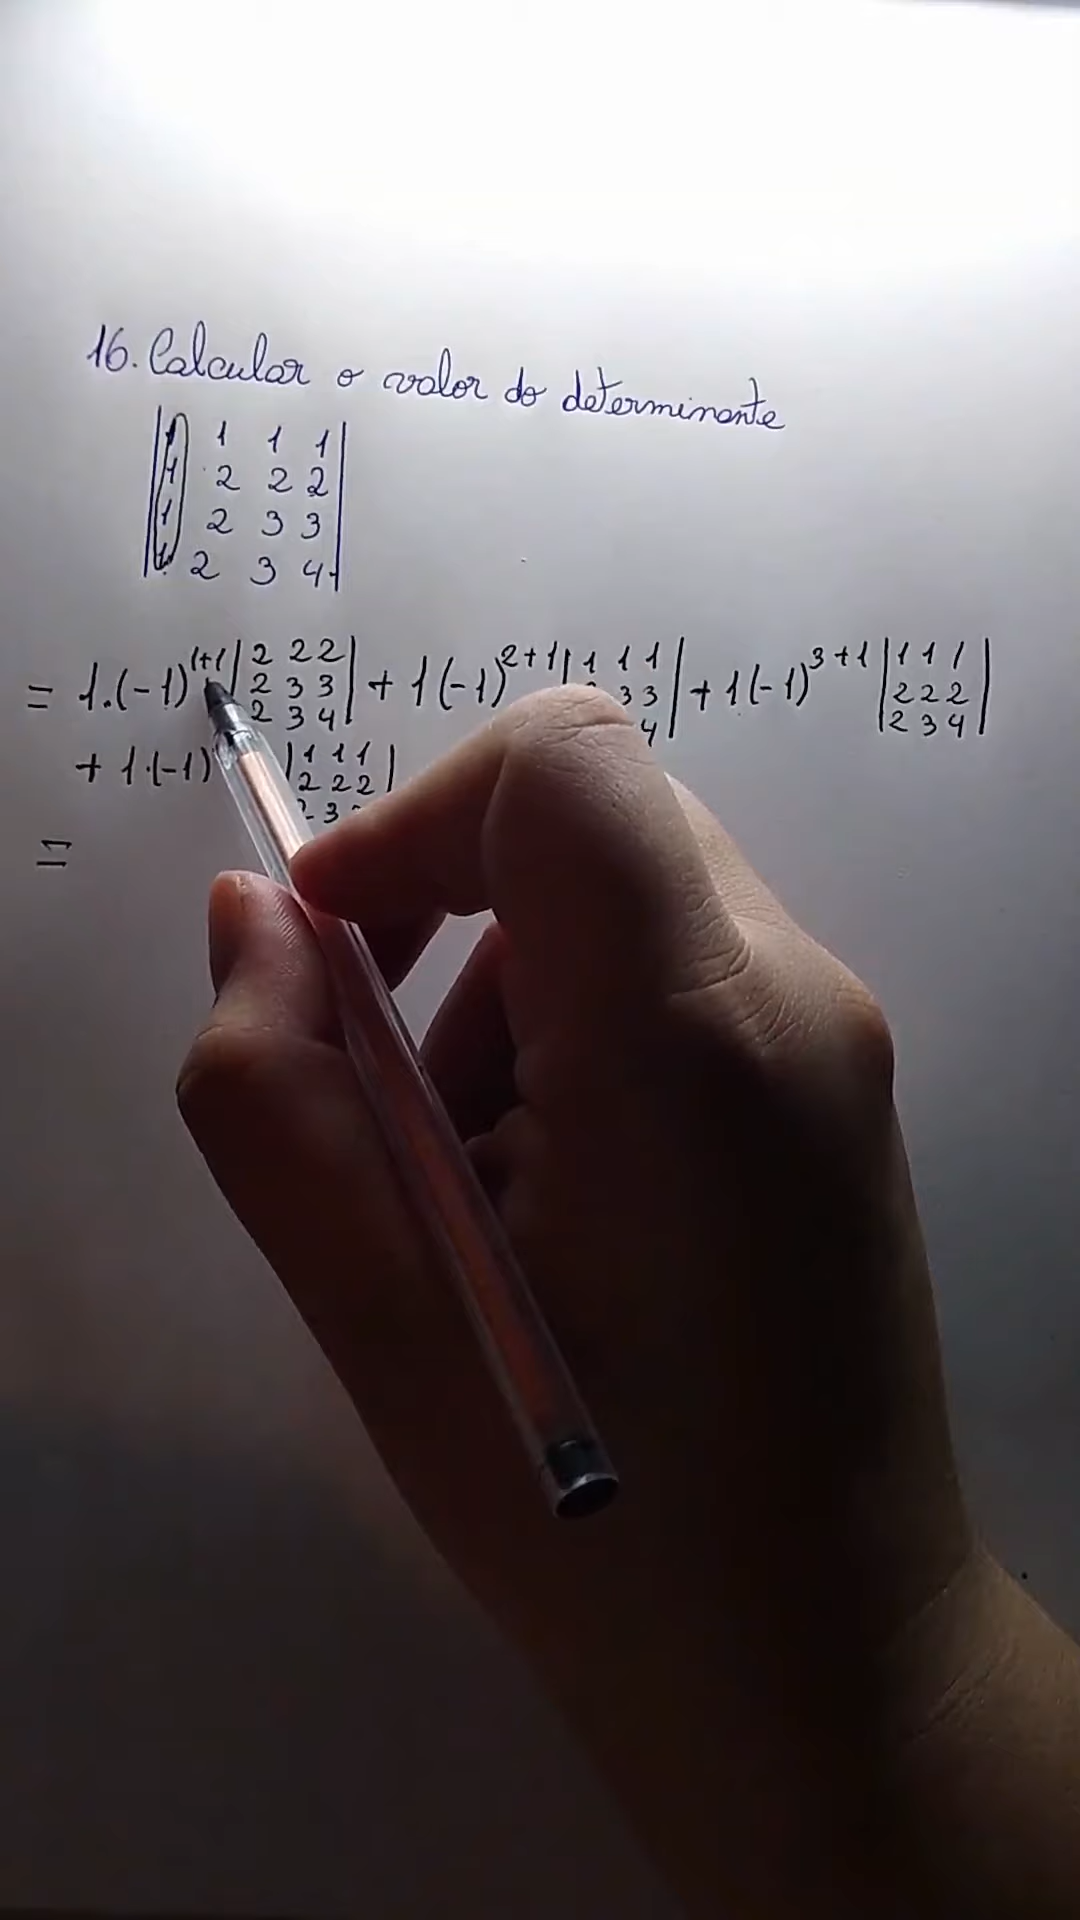 16. Calcular o valor do determinante
| 1 1 1 1 |
| 1 2 2 2 |
| 1 2 3 3 |
| 1 2 3 4 |
= 1.(-1)^1+1 | 2 2 2 | + 1(-1)^2+1 | 1 1 1 | + 1(-1)^3+1 | 1 1 1 |
| 2 3 3 | 3 3 | | 2 2 2 |
| 2 3 4 | 4 | | 2 3 4 |
+ 1.(-1) | 1 1 1 |
| 2 2 2 |
2 3
=